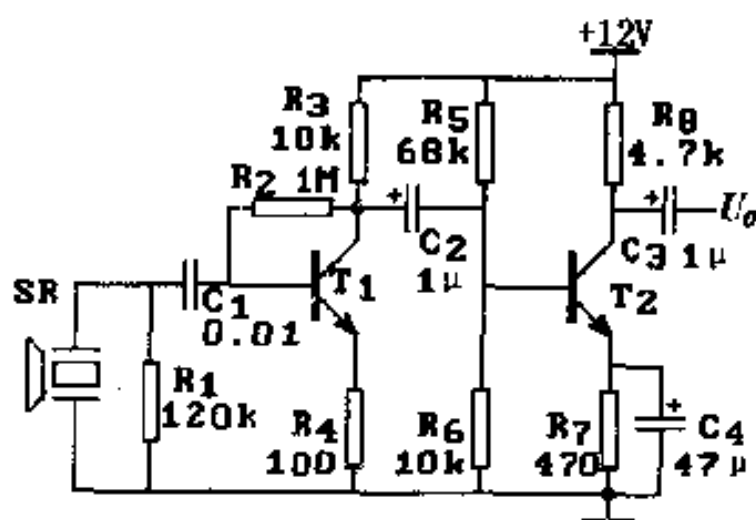 +12V
R3
10k
R5
68k
R8
4.7k
R2 1M
+
C2
1μ
+
Uo
C3 1μ
SR
C1
0.01
T1
T2
R1
120k
R4
100
R6
10k
R7
470
+
C4
47μ